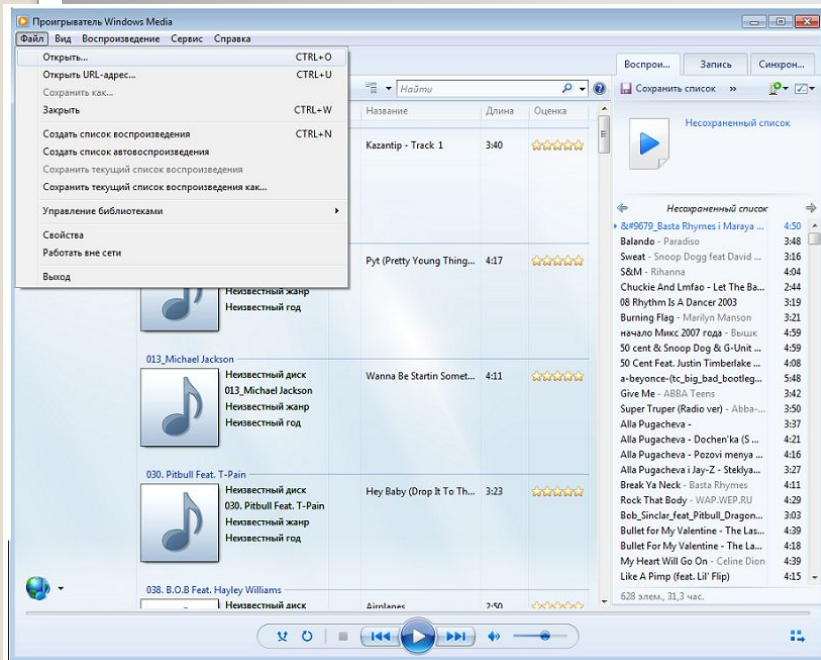 Проигрыватель Windows Media
Файл Вид Воспроизведение Сервис Справка
Открыть... CTRL+O
Открыть URL-адрес... CTRL+U
Сохранить как...
Закрыть CTRL+W
Создать список воспроизведения CTRL+N
Создать список автовоспроизведения
Сохранить текущий список воспроизведения
Сохранить текущий список воспроизведения как...
Управление библиотеками
Свойства
Работать вне сети
Выход
Найти
Название Длина Оценка
Kazantip - Track 1 3:40
Pyt (Pretty Young Thing... 4:17
Неизвестный жанр
Неизвестный год
013_Michael Jackson
Неизвестный диск
013_Michael Jackson
Неизвестный жанр
Неизвестный год
Wanna Be Startin Somet... 4:11
030. Pitbull Feat. T-Pain
Неизвестный диск
030. Pitbull Feat. T-Pain
Неизвестный жанр
Неизвестный год
Hey Baby (Drop It To Th... 3:23
038. B.O.B Feat. Hayley Williams
Неизвестный диск
Airplanes 2:50
Воспрои... Запись Синхрон...
Сохранить список »
Несохраненный список
Несохраненный список
&#9679_Basta Rhymes i Maraya ... 4:50
Balando - Paradiso 3:48
Sweat - Snoop Dogg feat David ... 3:16
S&M - Rihanna 4:04
Chuckie And Lmfao - Let The Ba... 2:44
08 Rhythm Is A Dancer 2003 3:19
Burning Flag - Marilyn Manson 3:21
начало Микс 2007 года - Вышик 4:59
50 cent & Snoop Dog & G-Unit ... 4:59
50 Cent Feat. Justin Timberlake ... 4:08
a-beyonce-(tc_big_bad_bootleg... 5:48
Give Me - ABBA Teens 3:42
Super Truper (Radio ver) - Abba-... 3:50
Alla Pugacheva - 3:37
Alla Pugacheva - Dochen'ka (S ... 4:21
Alla Pugacheva - Pozovi menya ... 4:16
Alla Pugacheva i Jay-Z - Steklya... 3:27
Break Ya Neck - Basta Rhymes 4:11
Rock That Body - WAP.WEP.RU 4:29
Bob_Sinclar_feat_Pitbull_Dragon... 3:03
Bullet for My Valentine - The Las... 4:39
Bullet For My Valentine - The La... 4:18
My Heart Will Go On - Celine Dion 4:39
Like A Pimp (feat. Lil' Flip) 4:15
628 элем., 31,3 час.